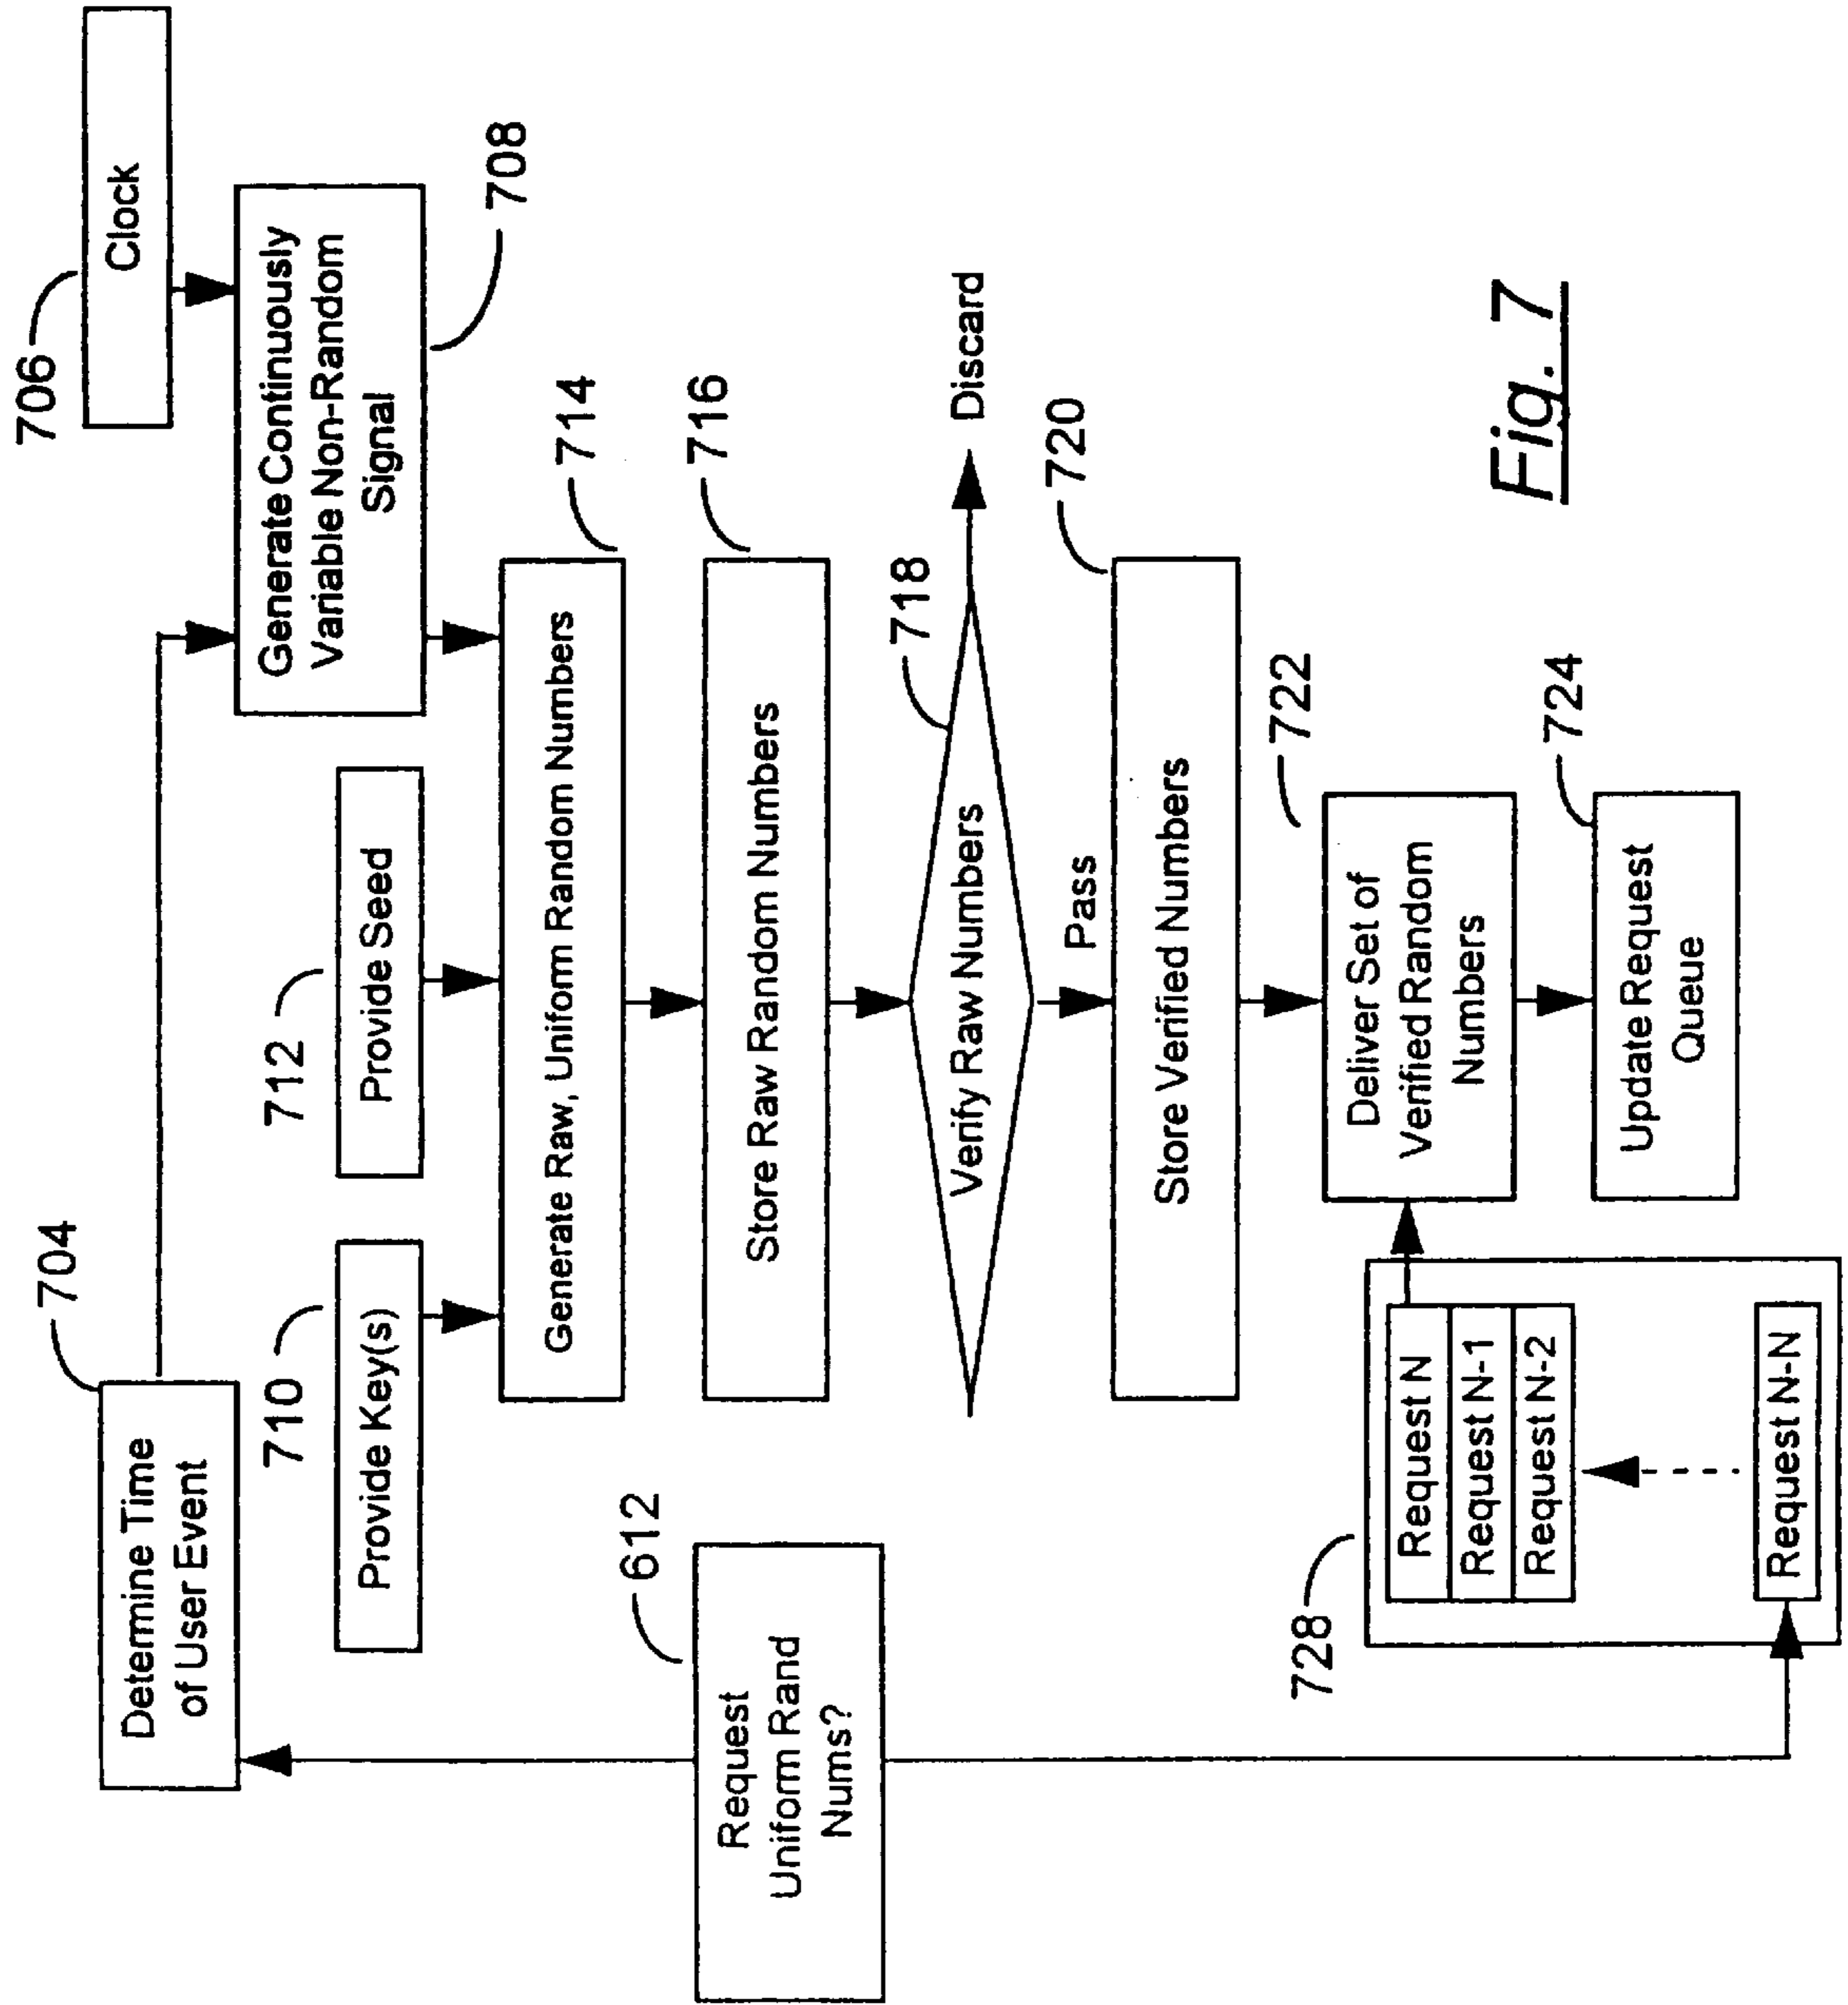 706
Clock
704
Determine Time
of User Event
Generate Continuously
Variable Non-Random
Signal
708
710
Provide Key(s)
712
Provide Seed
714
Generate Raw, Uniform Random Numbers
612
Request
Uniform Rand
Nums?
716
Store Raw Random Numbers
718
Verify Raw Numbers
Discard
Pass
720
Store Verified Numbers
722
Deliver Set of
Verified Random
Numbers
728
Request N
Request N-1
Request N-2
Request N-N
724
Update Request
Queue
Fig. 7